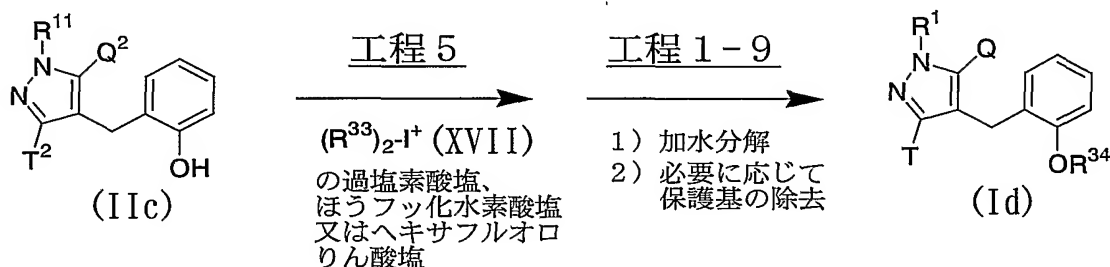 R¹¹
N
Q²
N
T²
OH
(IIc)
工程5
(R³³)₂-I⁺ (XVII)
の過塩素酸塩、
ほうフッ化水素酸塩
又はヘキサフルオロ
りん酸塩
工程1-9
1) 加水分解
2) 必要に応じて
保護基の除去
R¹
N
Q
N
T
OR³⁴
(Id)